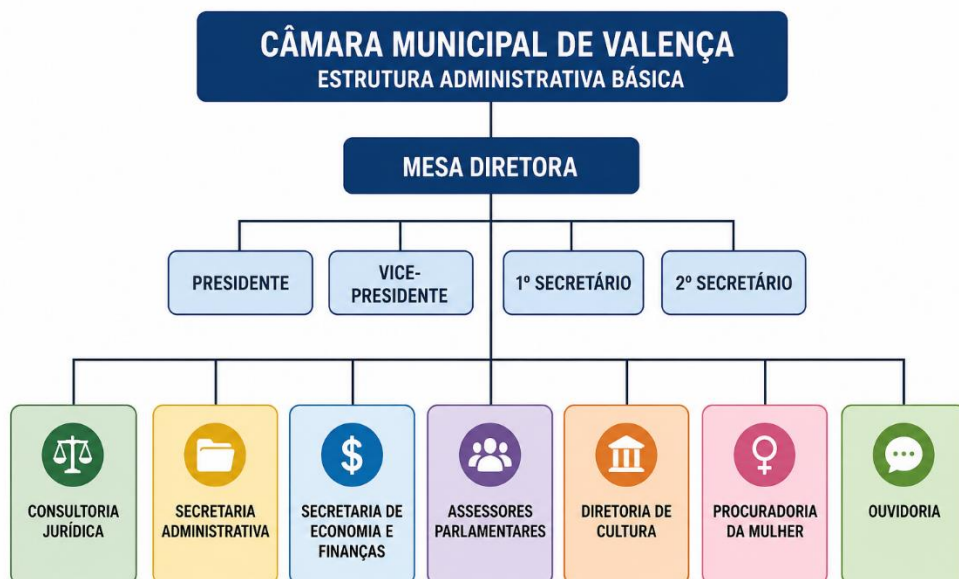 CÂMARA MUNICIPAL DE VALENÇA
ESTRUTURA ADMINISTRATIVA BÁSICA
MESA DIRETORA
PRESIDENTE
VICE-
PRESIDENTE
1º SECRETÁRIO
2º SECRETÁRIO
CONSULTORIA
JURÍDICA
SECRETARIA
ADMINISTRATIVA
$
SECRETARIA DE
ECONOMIA E
FINANÇAS
ASSESSORES
PARLAMENTARES
DIRETORIA DE
CULTURA
PROCURADORIA
DA MULHER
OUVIDORIA